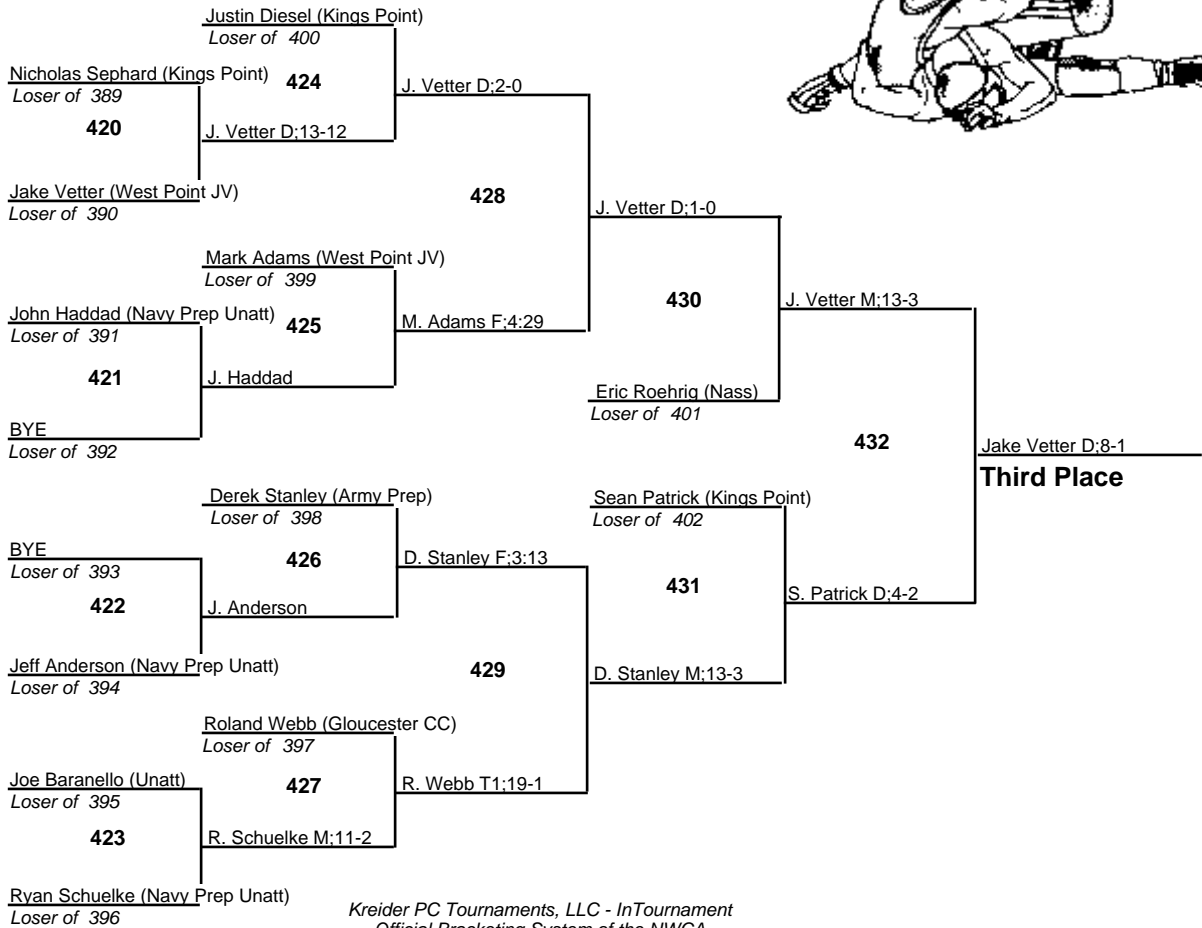 Justin Diesel (Kings Point)
Loser of 400
Nicholas Sephard (Kings Point)
Loser of 389
424
J. Vetter D;2-0
420
J. Vetter D;13-12
Jake Vetter (West Point JV)
Loser of 390
428
J. Vetter D;1-0
Mark Adams (West Point JV)
Loser of 399
John Haddad (Navy Prep Unatt)
Loser of 391
425
M. Adams F;4:29
430
J. Vetter M;13-3
421
J. Haddad
Eric Roehrig (Nass)
Loser of 401
BYE
Loser of 392
432
Jake Vetter D;8-1
Third Place
Derek Stanley (Army Prep)
Loser of 398
Sean Patrick (Kings Point)
Loser of 402
BYE
Loser of 393
426
D. Stanley F;3:13
431
S. Patrick D;4-2
422
J. Anderson
Jeff Anderson (Navy Prep Unatt)
Loser of 394
429
D. Stanley M;13-3
Roland Webb (Gloucester CC)
Loser of 397
Joe Baranello (Unatt)
Loser of 395
427
R. Webb T1;19-1
423
R. Schuelke M;11-2
Ryan Schuelke (Navy Prep Unatt)
Loser of 396
Kreider PC Tournaments, LLC - InTournament
Official Bracketing System of the NWCA